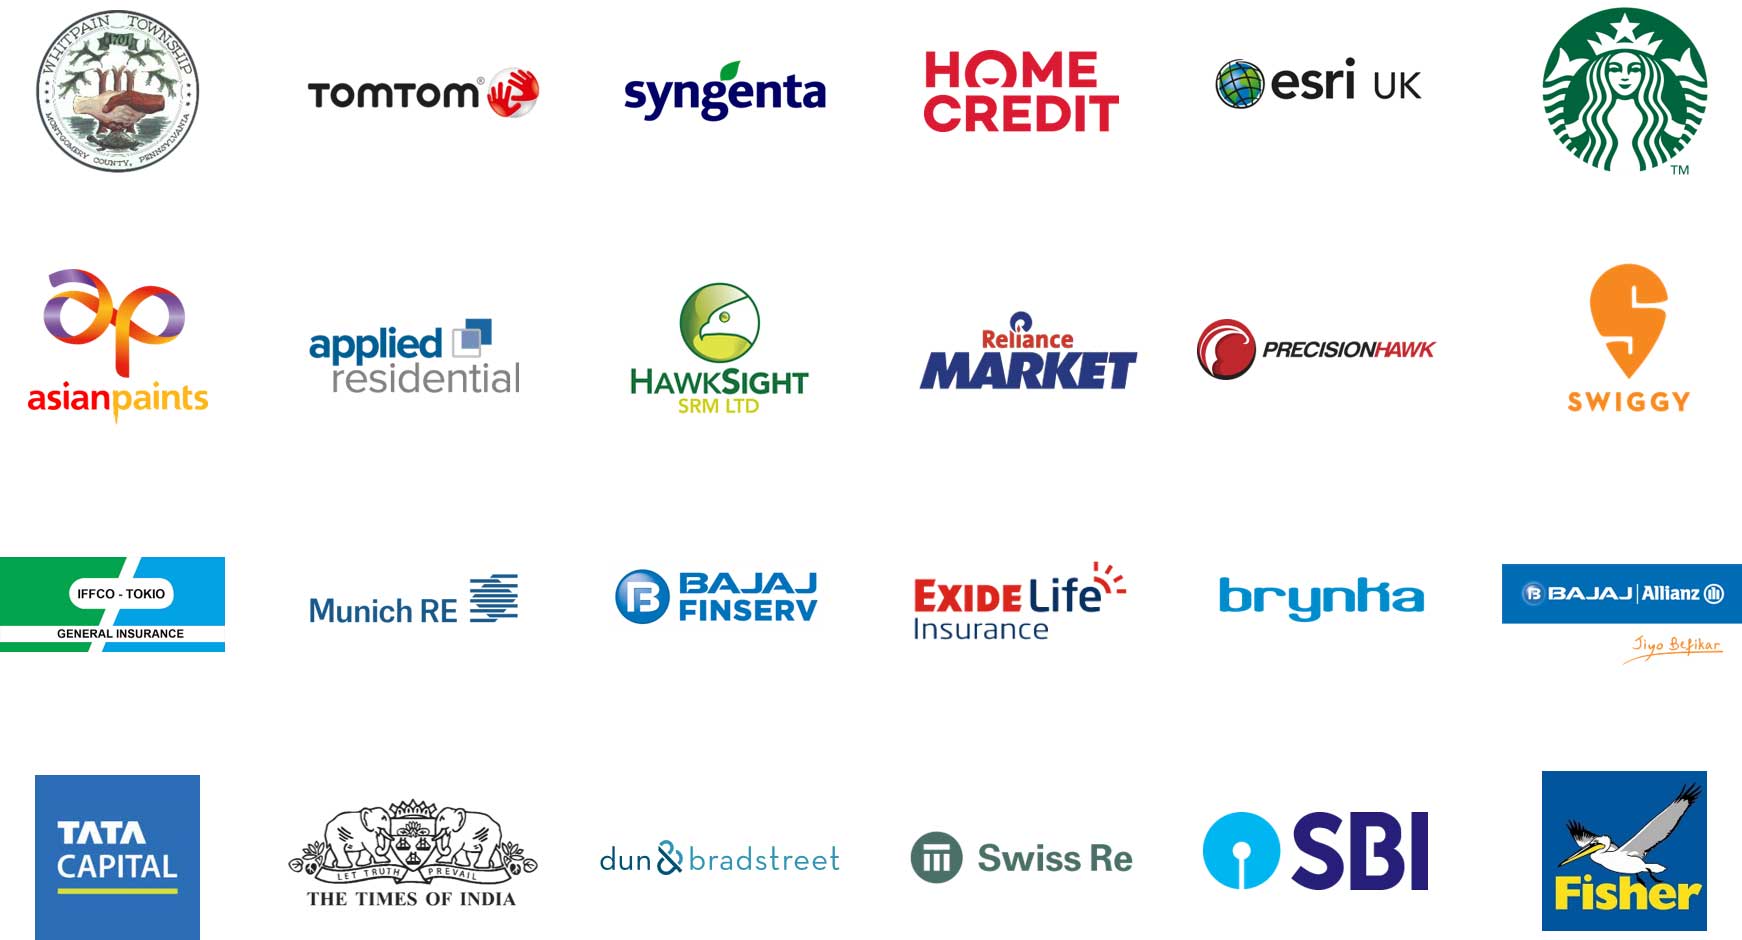 WHITPAIN TOWNSHIP
1701
MONTGOMERY COUNTY, PENNSYLVANIA
TOMTOM®
syngenta
HOME
CREDIT
esri UK
TM
asianpaints
applied
residential
HAWKSIGHT
SRM LTD
Reliance
MARKET
PRECISIONHAWK
SWIGGY
IFFCO - TOKIO
GENERAL INSURANCE
Munich RE
BAJAJ
FINSERV
EXIDE Life
Insurance
brynka
BAJAJ | Allianz
Jiyo Befikar
TATA
CAPITAL
LET TRUTH PREVAIL
THE TIMES OF INDIA
dun & bradstreet
Swiss Re
SBI
Fisher